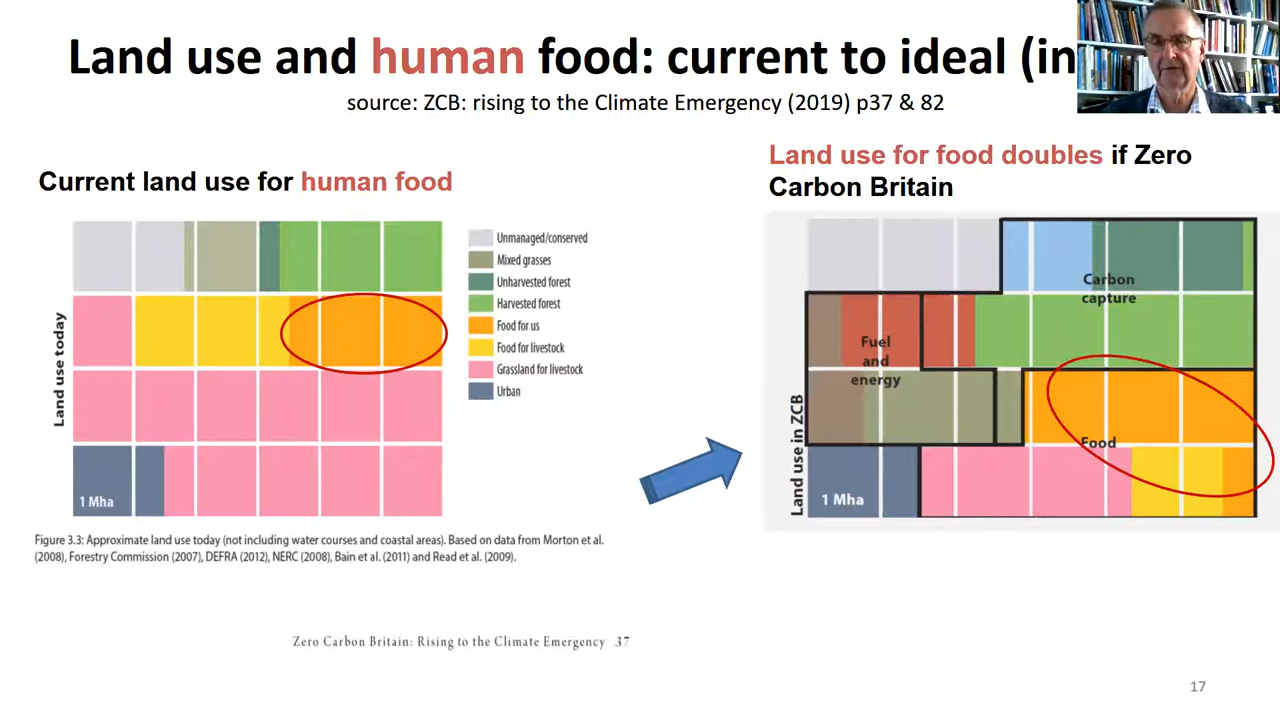 Land use and human food: current to ideal (in
source: ZCB: rising to the Climate Emergency (2019) p37 & 82
Current land use for human food
Land use today
1 Mha
Unmanaged/conserved
Mixed grasses
Unharvested forest
Harvested forest
Food for us
Food for livestock
Grassland for livestock
Urban
Figure 3.3: Approximate land use today (not including water courses and coastal areas). Based on data from Morton et al.
(2008), Forestry Commission (2007), DEFRA (2012), NERC (2008), Bain et al. (2011) and Read et al. (2009).
Zero Carbon Britain: Rising to the Climate Emergency 37
Land use for food doubles if Zero
Carbon Britain
Carbon
capture
Fuel
and
energy
Food
Land use in ZCB
1 Mha
17